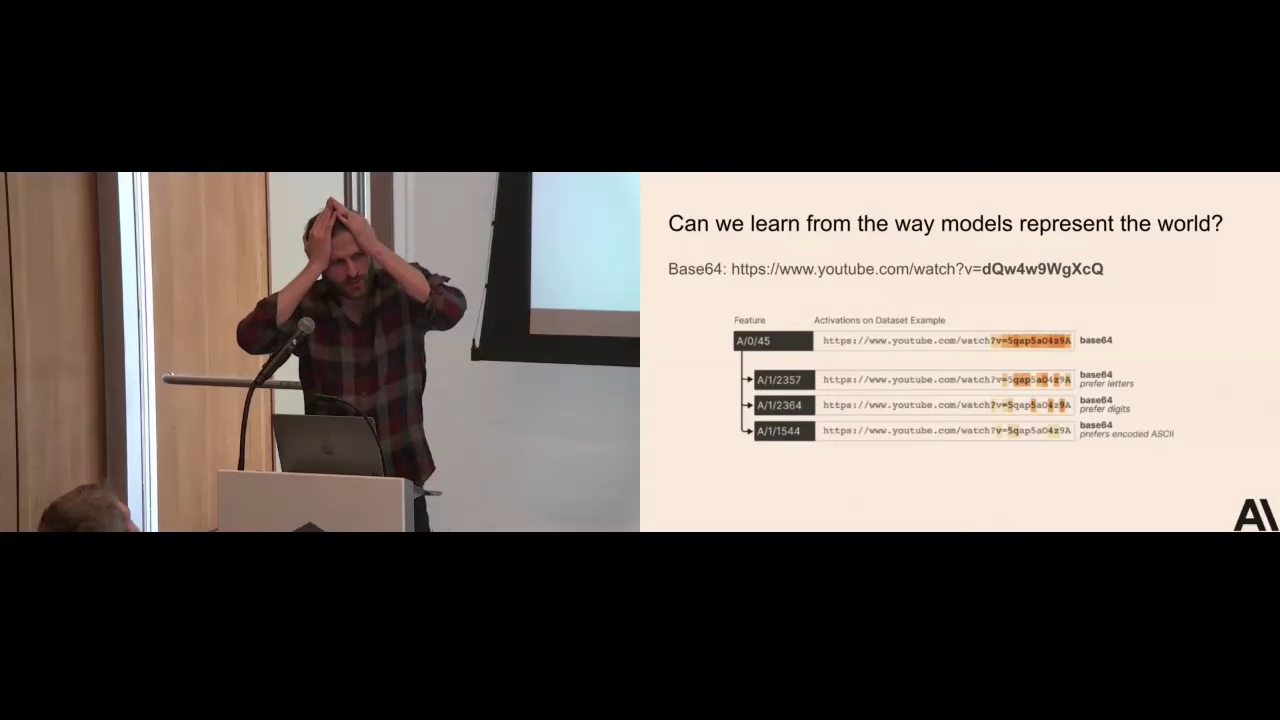 Can we learn from the way models represent the world?
Base64: https://www.youtube.com/watch?v=dQw4w9WgXcQ
Feature Activations on Dataset Example
A/0/45 https://www.youtube.com/watch?v=5qap5aO4z9A base64
A/1/2357 https://www.youtube.com/watch?v=5qap5aO4z9A base64
prefer letters
A/1/2364 https://www.youtube.com/watch?v=5qap5aO4z9A base64
prefer digits
A/1/1544 https://www.youtube.com/watch?v=5qap5aO4z9A base64
prefers encoded ASCII
A\